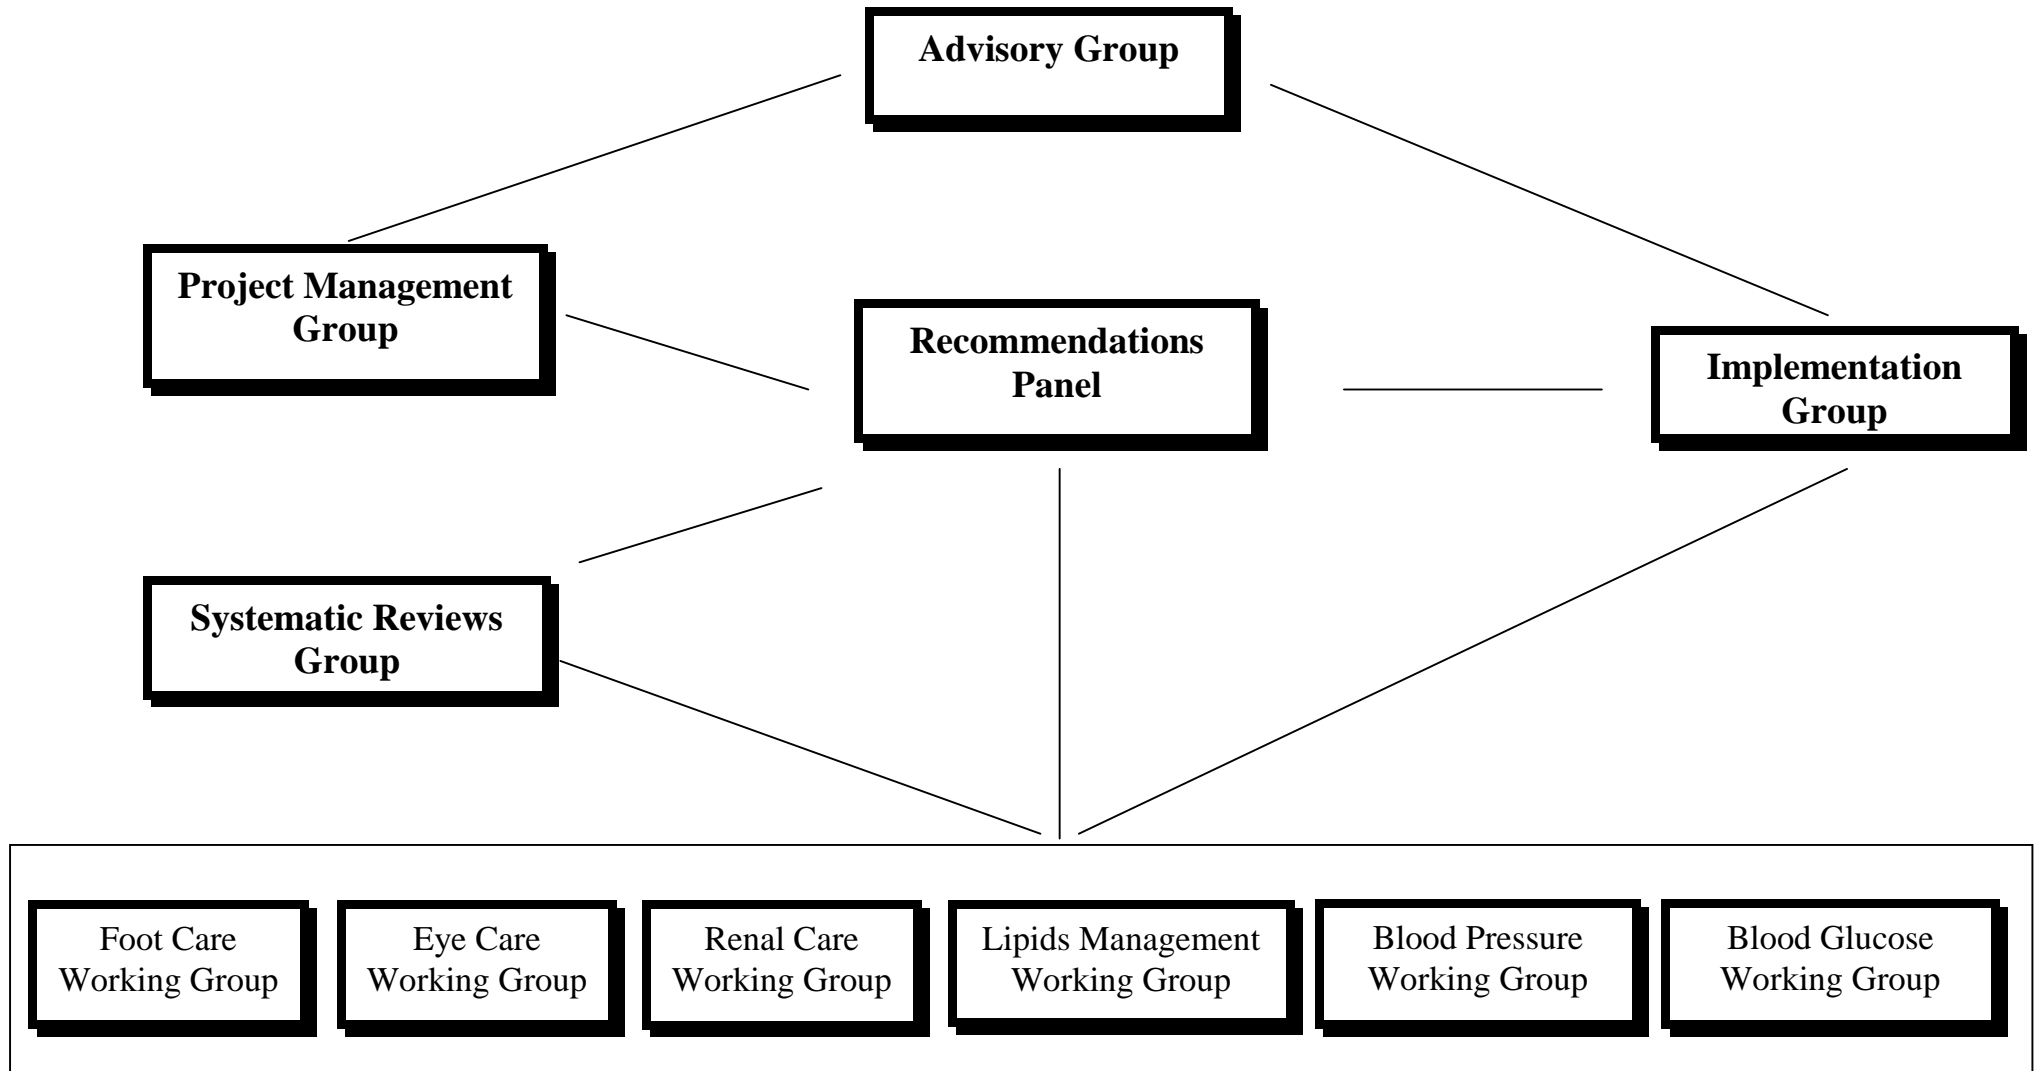 Advisory Group
Project Management
Group
Recommendations
Panel
Implementation
Group
Systematic Reviews
Group
Foot Care
Working Group
Eye Care
Working Group
Renal Care
Working Group
Lipids Management
Working Group
Blood Pressure
Working Group
Blood Glucose
Working Group